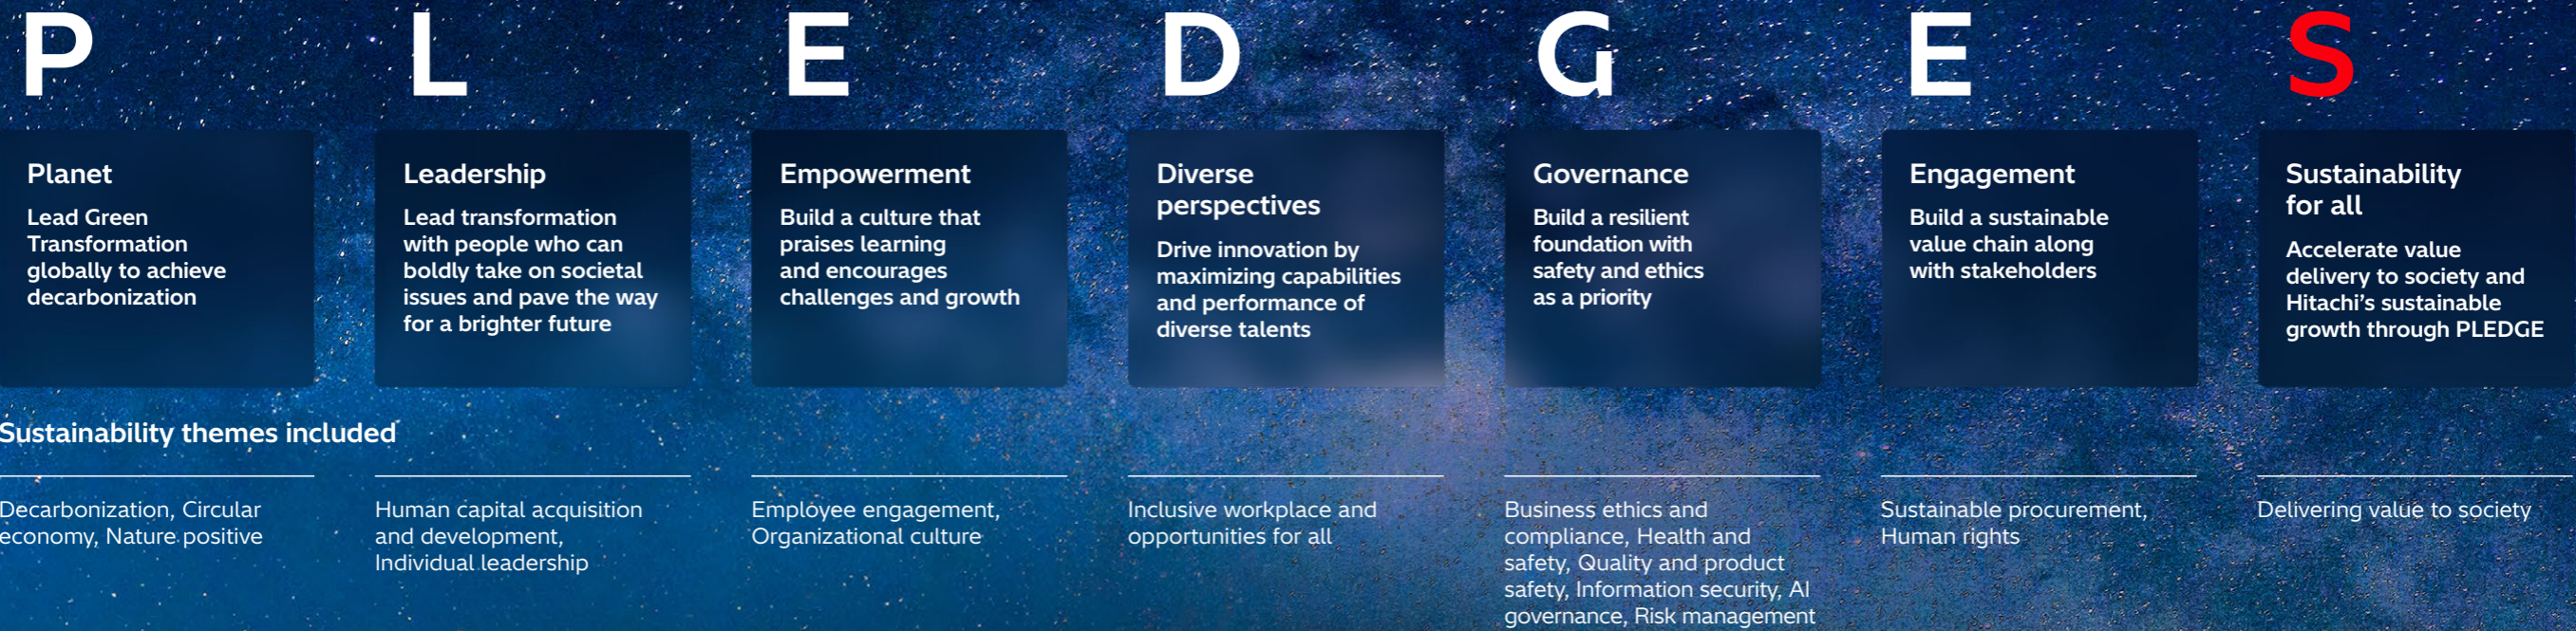 P
L
E
D
G
E
S
Planet
Lead Green
Transformation
globally to achieve
decarbonization
Leadership
Lead transformation
with people who can
boldly take on societal
issues and pave the way
for a brighter future
Empowerment
Build a culture that
praises learning
and encourages
challenges and growth
Diverse
perspectives
Drive innovation by
maximizing capabilities
and performance of
diverse talents
Governance
Build a resilient
foundation with
safety and ethics
as a priority
Engagement
Build a sustainable
value chain along
with stakeholders
Sustainability
for all
Accelerate value
delivery to society and
Hitachi’s sustainable
growth through PLEDGE
Sustainability themes included
Decarbonization, Circular
economy, Nature positive
Human capital acquisition
and development,
Individual leadership
Employee engagement,
Organizational culture
Inclusive workplace and
opportunities for all
Business ethics and
compliance, Health and
safety, Quality and product
safety, Information security, AI
governance, Risk management
Sustainable procurement,
Human rights
Delivering value to society